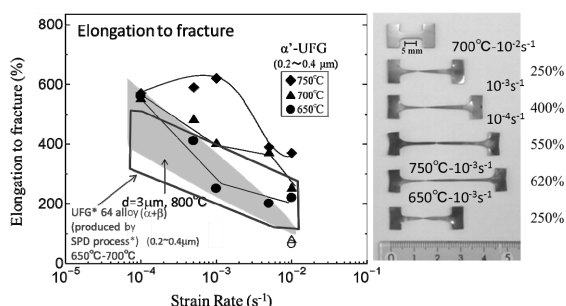 Elongation to fracture
α'-UFG
(0.2~0.4 μm)
750℃
700℃
650℃
800
600
400
200
0
Elongation to fracture (%)
d=3μm, 800℃
UFG* 64 alloy(α+β)
(produced by
SPD process*) (0.2~0.4μm)
650℃-700℃
10⁻⁵ 10⁻⁴ 10⁻³ 10⁻² 10⁻¹
Strain Rate (s⁻¹)
5 mm
700℃-10⁻²s⁻¹
250%
10⁻³s⁻¹
400%
10⁻⁴s⁻¹
550%
750℃-10⁻³s⁻¹
620%
650℃-10⁻³s⁻¹
250%
0 1 2 3 4 5